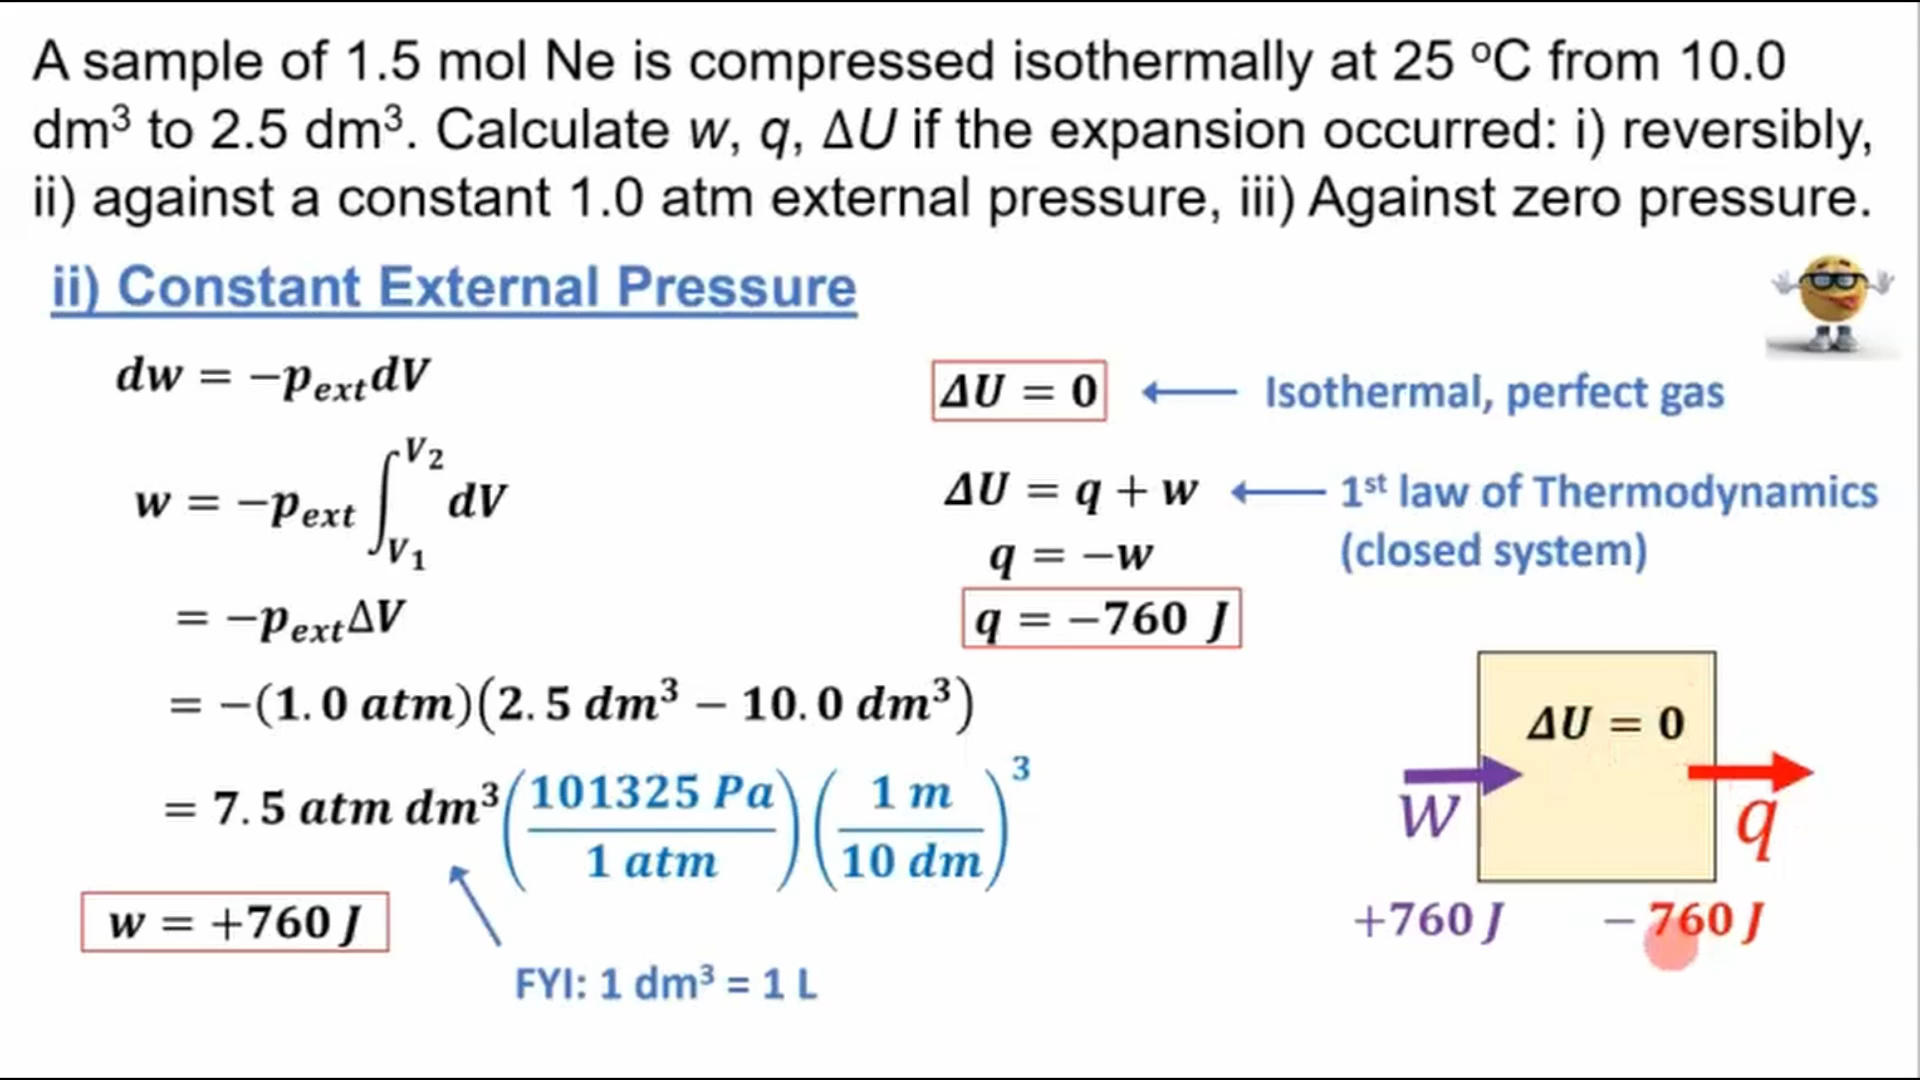 A sample of 1.5 mol Ne is compressed isothermally at 25 °C from 10.0
dm³ to 2.5 dm³. Calculate w, q, ΔU if the expansion occurred: i) reversibly,
ii) against a constant 1.0 atm external pressure, iii) Against zero pressure.
ii) Constant External Pressure
dw = −p_ext dV
w = −p_ext ∫_{V₁}^{V₂} dV
= −p_ext ΔV
= −(1.0 atm)(2.5 dm³ − 10.0 dm³)
= 7.5 atm dm³ (101325 Pa / 1 atm)(1 m / 10 dm)³
w = +760 J
FYI: 1 dm³ = 1 L
ΔU = 0 ← Isothermal, perfect gas
ΔU = q + w ← 1st law of Thermodynamics
(closed system)
q = −w
q = −760 J
ΔU = 0
w
q
+760 J
− 760 J